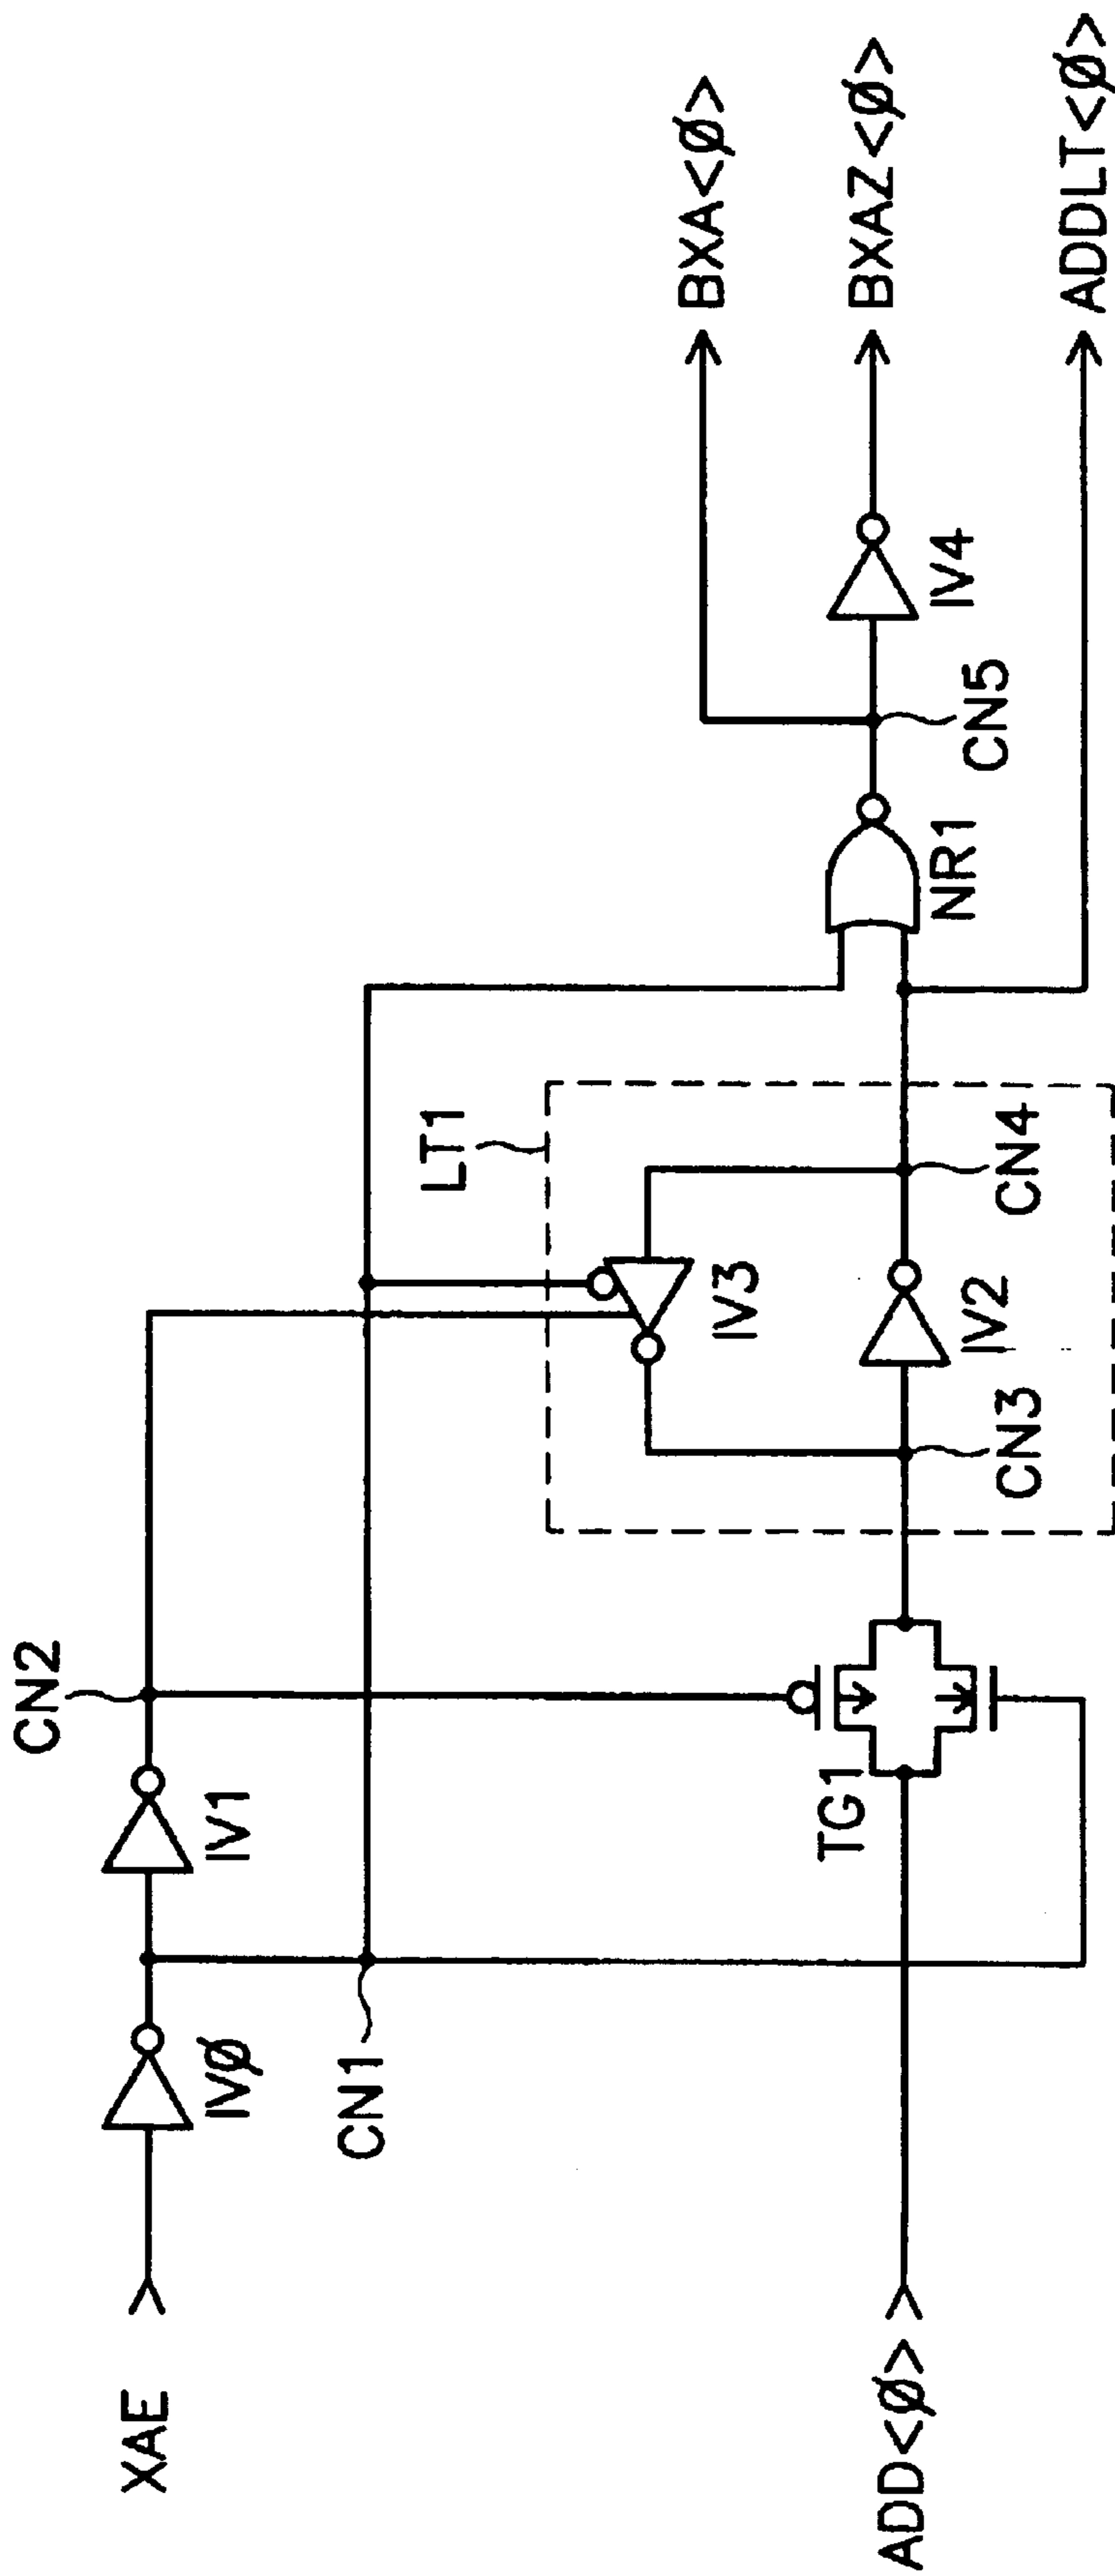 XAE
IVØ
IV1
CN2
CN1
ADD<Ø>
TG1
LT1
IV3
CN3
IV2
CN4
NR1
CN5
IV4
BXA<Ø>
BXAZ<Ø>
ADDLT<Ø>